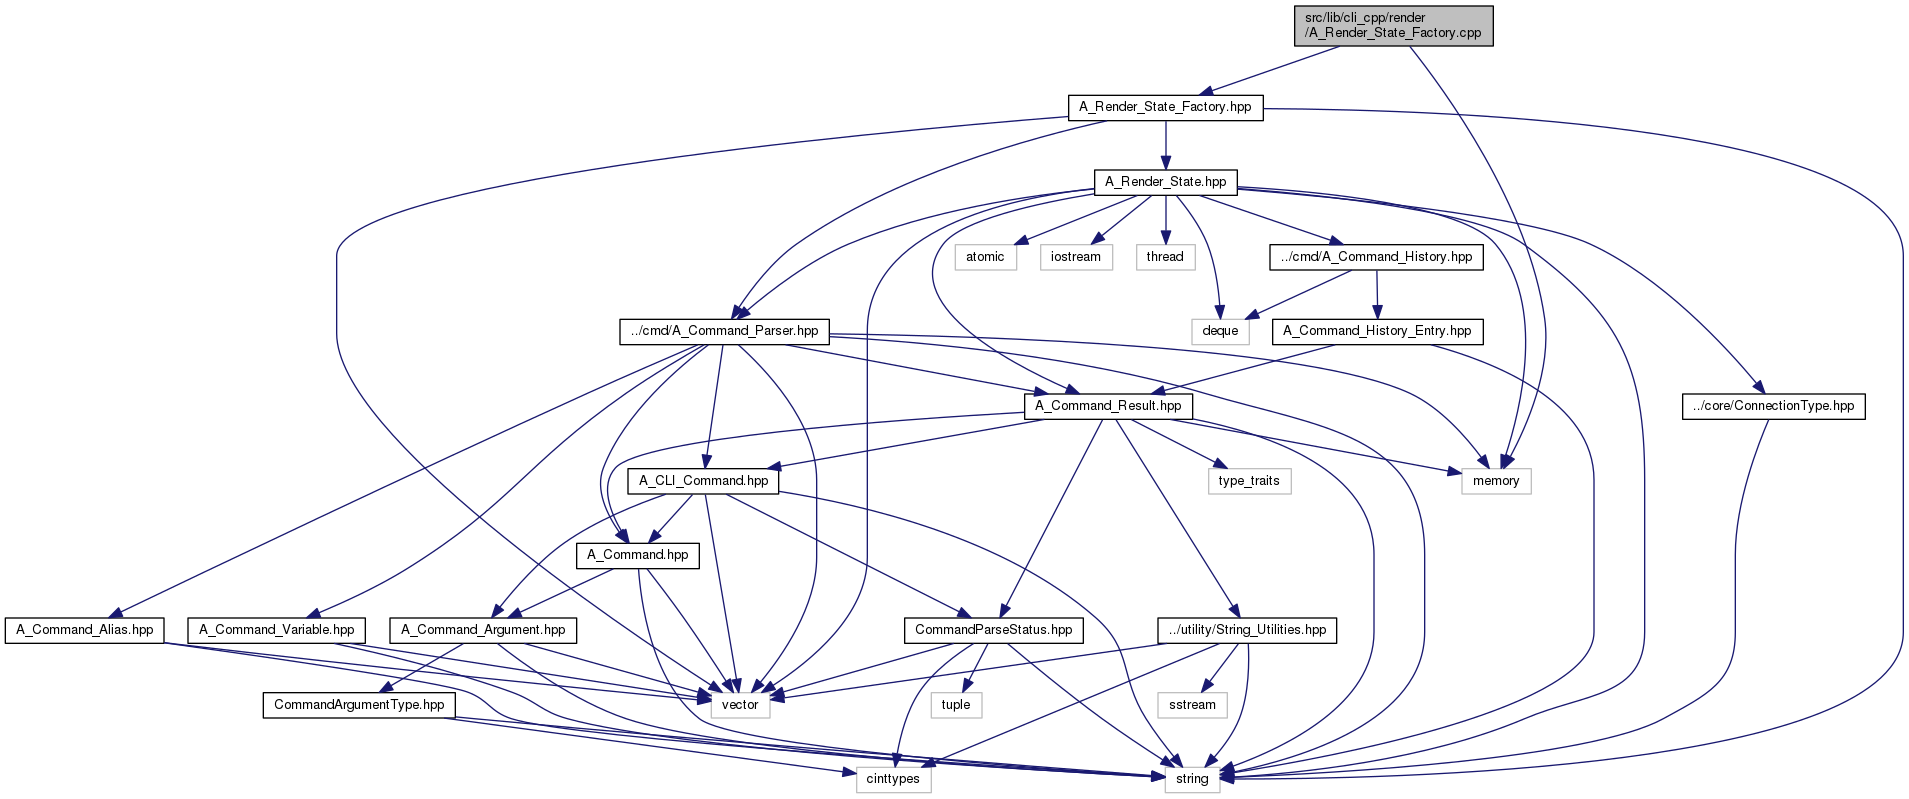 src/lib/cli_cpp/render
/A_Render_State_Factory.cpp
A_Render_State_Factory.hpp
A_Render_State.hpp
atomic
iostream
thread
../cmd/A_Command_History.hpp
../cmd/A_Command_Parser.hpp
deque
A_Command_History_Entry.hpp
A_Command_Result.hpp
../core/ConnectionType.hpp
A_CLI_Command.hpp
type_traits
memory
A_Command.hpp
A_Command_Alias.hpp
A_Command_Variable.hpp
A_Command_Argument.hpp
CommandParseStatus.hpp
../utility/String_Utilities.hpp
CommandArgumentType.hpp
vector
tuple
sstream
cinttypes
string